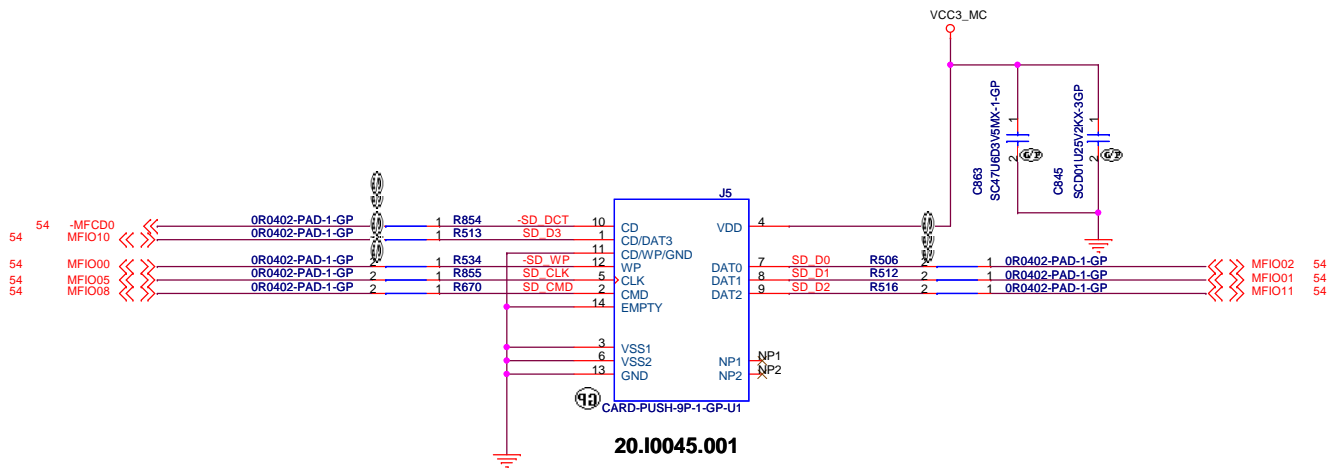 VCC3_MC
C863
SC47U6D3V5MX-1-GP
1
2
C845
SCD01U25V2KX-3GP
1
2
J5
54 -MFCD0 0R0402-PAD-1-GP 1 R854 -SD_DCT 10 CD VDD 4
54 MFIO10 0R0402-PAD-1-GP 1 R513 SD_D3 1 CD/DAT3
11 CD/WP/GND
54 MFIO00 0R0402-PAD-1-GP 2 1 R534 -SD_WP 12 WP DAT0 7 SD_D0 R506 2 1 0R0402-PAD-1-GP MFIO02 54
54 MFIO05 0R0402-PAD-1-GP 2 1 R855 SD_CLK 5 CLK DAT1 8 SD_D1 R512 2 1 0R0402-PAD-1-GP MFIO01 54
54 MFIO08 0R0402-PAD-1-GP 2 1 R670 SD_CMD 2 CMD DAT2 9 SD_D2 R516 2 1 0R0402-PAD-1-GP MFIO11 54
14 EMPTY
3 VSS1
6 VSS2 NP1 NP1
13 GND NP2 NP2
GP
CARD-PUSH-9P-1-GP-U1
20.I0045.001